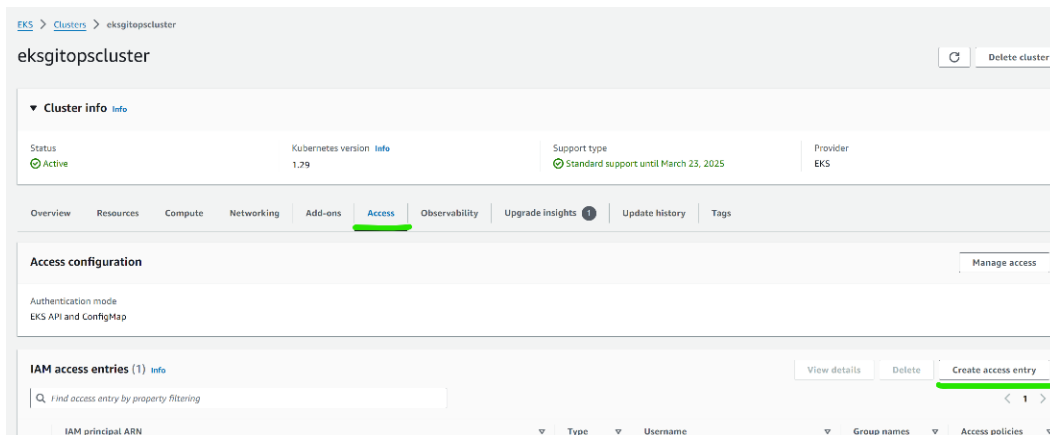 EKS > Clusters > eksgitopscluster
eksgitopscluster
Delete cluster
Cluster info Info
Status Kubernetes version Info Support type Provider
Active 1.29 Standard support until March 23, 2025 EKS
Overview Resources Compute Networking Add-ons Access Observability Upgrade insights 1 Update history Tags
Access configuration Manage access
Authentication mode
EKS API and ConfigMap
IAM access entries (1) Info View details Delete Create access entry
Find access entry by property filtering < 1 >
IAM principal ARN Type Username Group names Access policies